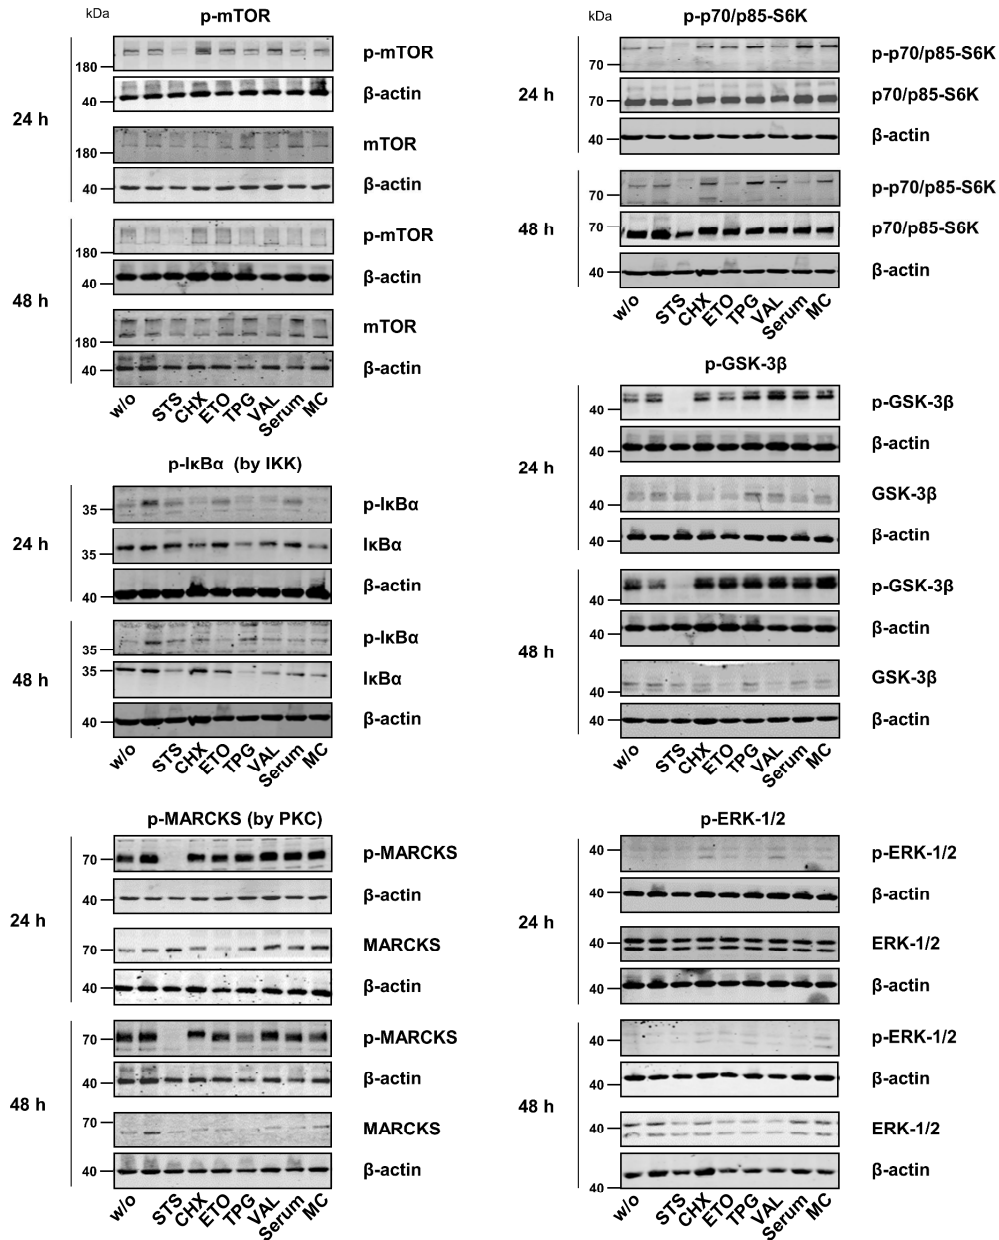 kDa
p-mTOR
24 h
180
p-mTOR
40
β-actin
180
mTOR
40
β-actin
48 h
180
p-mTOR
40
β-actin
180
mTOR
40
β-actin
w/o STS CHX ETO TPG VAL Serum MC
p-IκBα (by IKK)
24 h
35
p-IκBα
35
IκBα
40
β-actin
48 h
35
p-IκBα
35
IκBα
40
β-actin
w/o STS CHX ETO TPG VAL Serum MC
p-MARCKS (by PKC)
24 h
70
p-MARCKS
40
β-actin
70
MARCKS
40
β-actin
48 h
70
p-MARCKS
40
β-actin
70
MARCKS
40
β-actin
w/o STS CHX ETO TPG VAL Serum MC
kDa
p-p70/p85-S6K
24 h
70
p-p70/p85-S6K
70
p70/p85-S6K
40
β-actin
48 h
70
p-p70/p85-S6K
70
p70/p85-S6K
40
β-actin
w/o STS CHX ETO TPG VAL Serum MC
p-GSK-3β
24 h
40
p-GSK-3β
40
β-actin
40
GSK-3β
40
β-actin
48 h
40
p-GSK-3β
40
β-actin
40
GSK-3β
40
β-actin
w/o STS CHX ETO TPG VAL Serum MC
p-ERK-1/2
24 h
40
p-ERK-1/2
40
β-actin
40
ERK-1/2
40
β-actin
48 h
40
p-ERK-1/2
40
β-actin
40
ERK-1/2
40
β-actin
w/o STS CHX ETO TPG VAL Serum MC